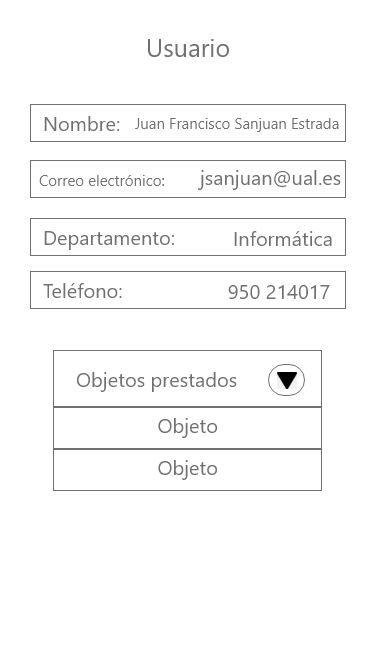 Usuario
Nombre: Juan Francisco Sanjuan Estrada
Correo electrónico: jsanjuan@ual.es
Departamento: Informática
Teléfono: 950 214017
Objetos prestados
Objeto
Objeto